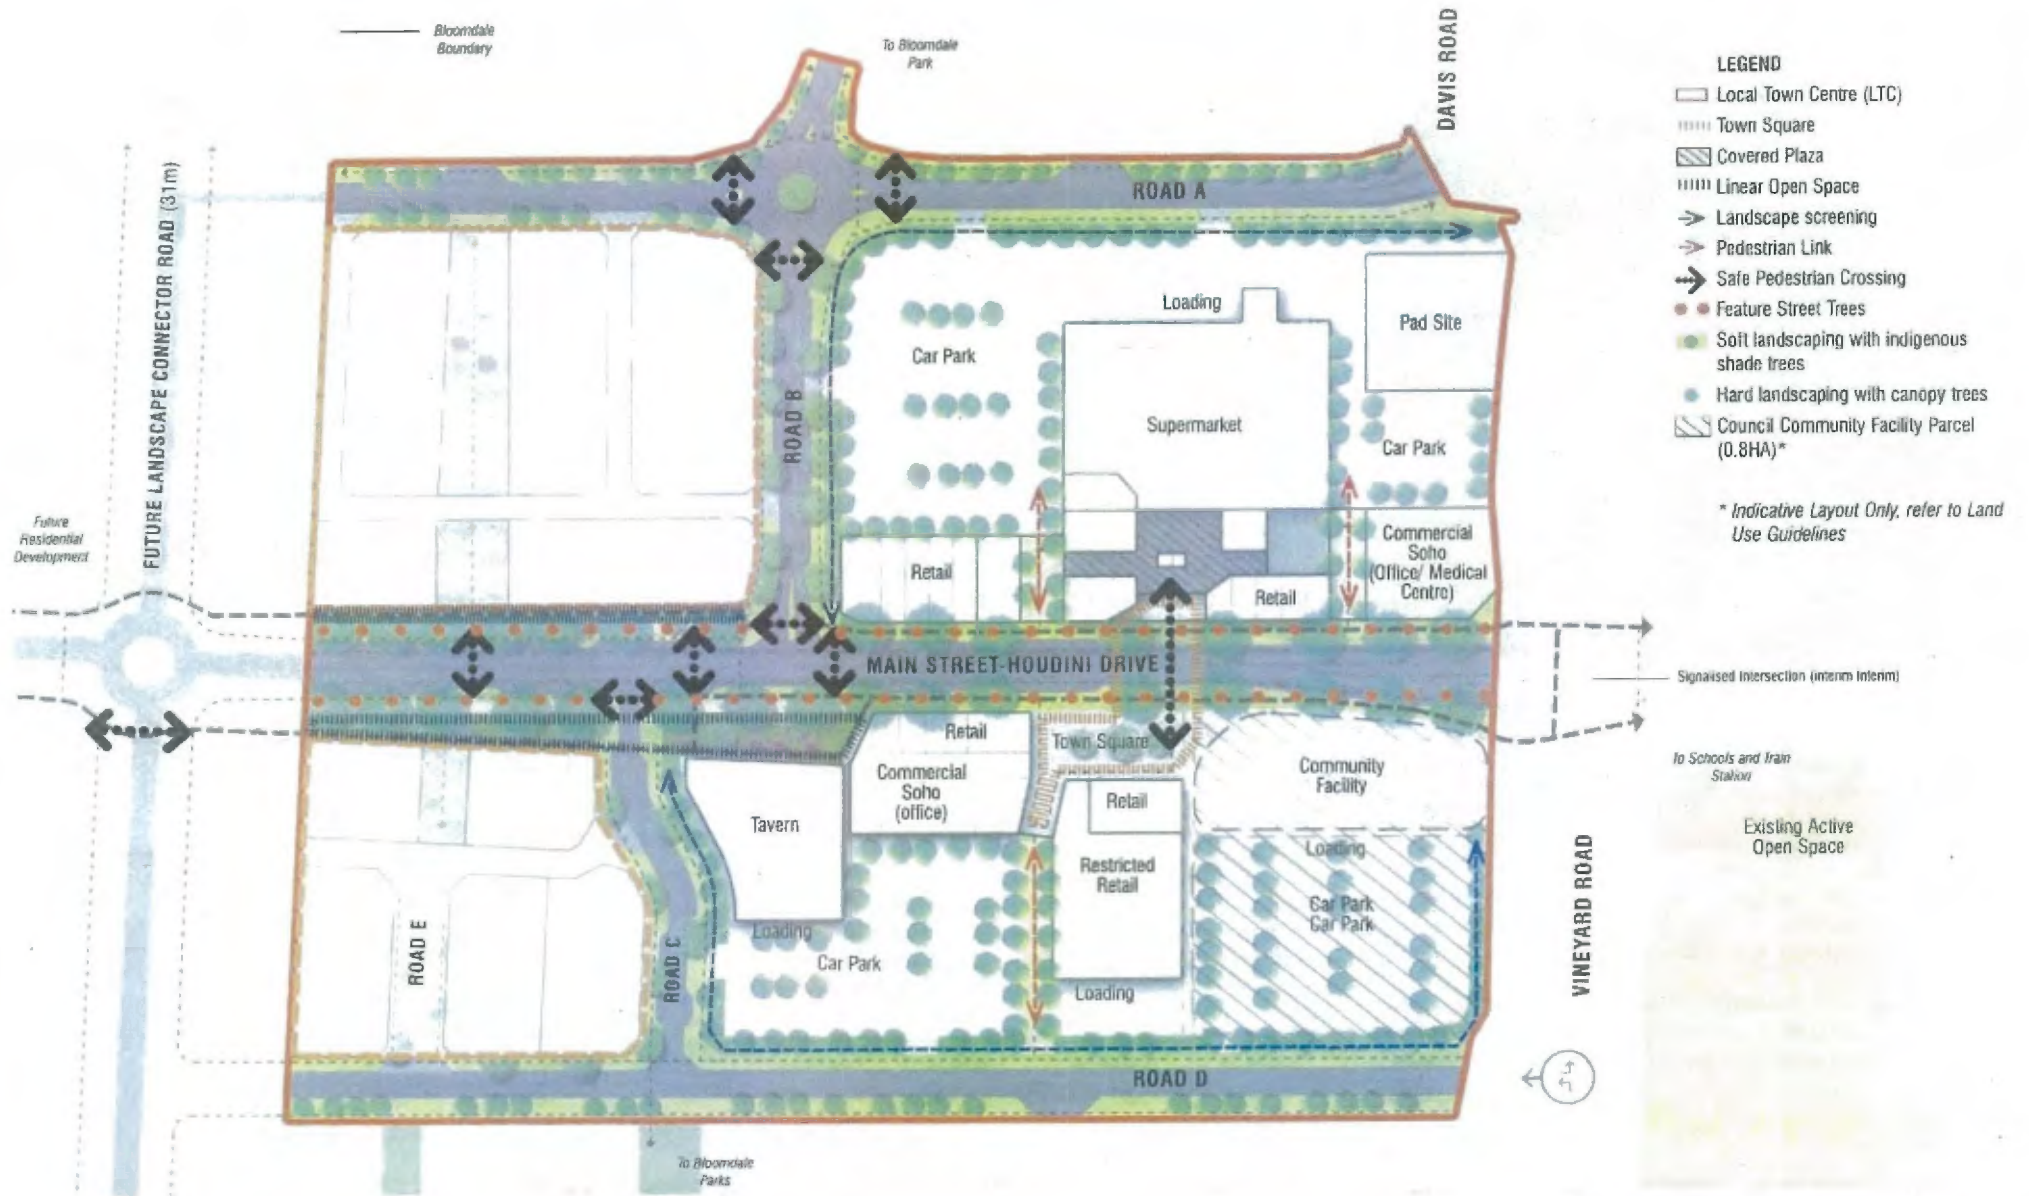 Bloomdale
Boundary
To Bloomdale
Park
DAVIS ROAD
LEGEND
Local Town Centre (LTC)
Town Square
Covered Plaza
Linear Open Space
Landscape screening
Pedestrian Link
Safe Pedestrian Crossing
Feature Street Trees
Soft landscaping with indigenous
shade trees
Hard landscaping with canopy trees
Council Community Facility Parcel
(0.8HA)*
* Indicative Layout Only, refer to Land
Use Guidelines
FUTURE LANDSCAPE CONNECTOR ROAD (31m)
Future
Residential
Development
ROAD A
ROAD B
Loading
Pad Site
Car Park
Supermarket
Car Park
Retail
Commercial
Soho
(Office/ Medical
Centre)
Retail
MAIN STREET-HOUDINI DRIVE
Signalised Intersection (interim Interim)
Retail
Town Square
Commercial
Soho
(office)
Community
Facility
To Schools and Train
Station
Retail
Tavern
Existing Active
Open Space
Loading
Restricted
Retail
Car Park
Car Park
VINEYARD ROAD
ROAD E
ROAD C
Loading
Car Park
Loading
ROAD D
To Bloomdale
Parks